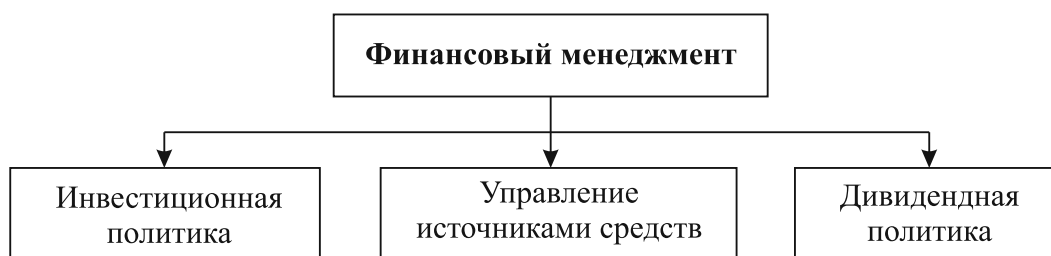 Финансовый менеджмент
Инвестиционная
политика
Управление
источниками средств
Дивидендная
политика